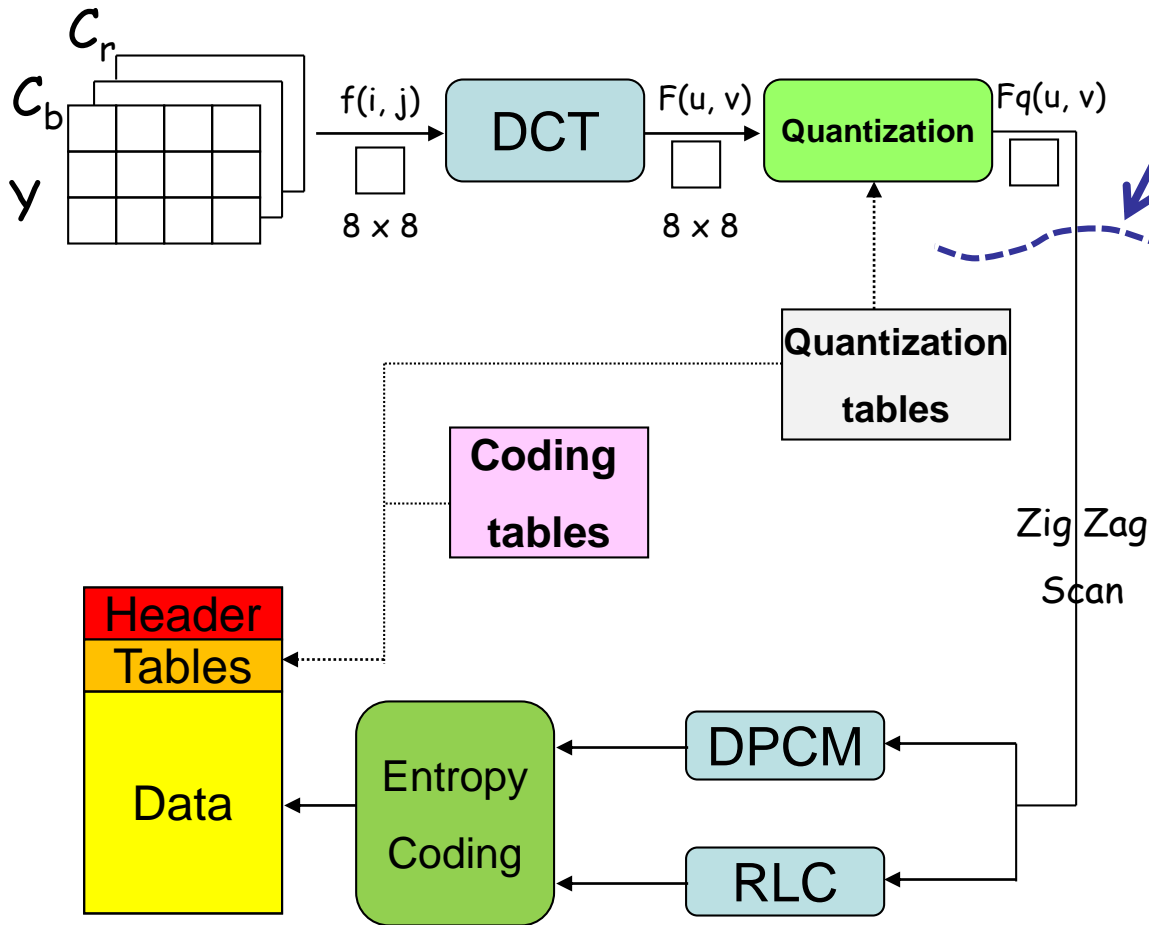 Cr
Cb
Y
f(i, j)
8 x 8
DCT
F(u, v)
8 x 8
Quantization
Fq(u, v)
Quantization
tables
Coding
tables
Zig Zag
Scan
Header
Tables
Data
Entropy
Coding
DPCM
RLC